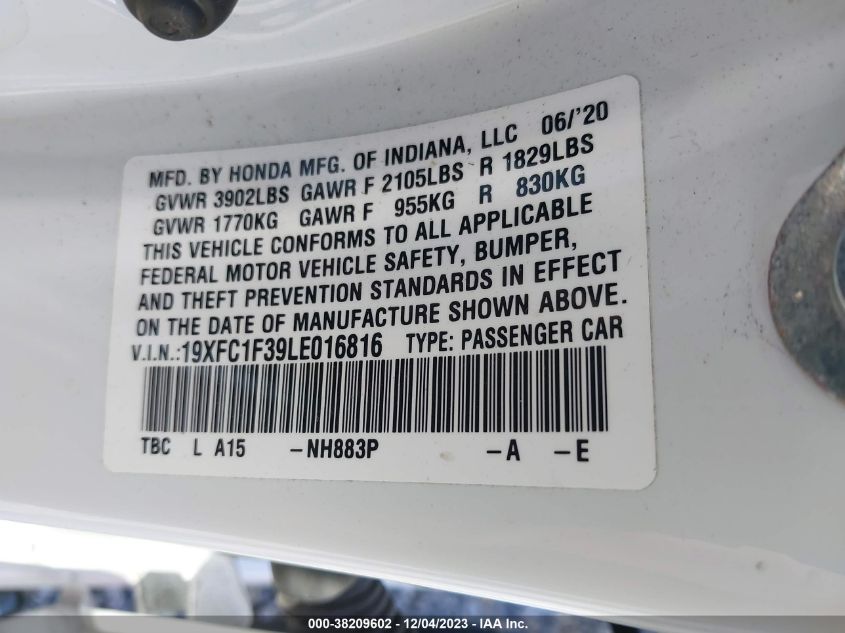 MFD. BY HONDA MFG. OF INDIANA, LLC 06/'20
GVWR 3902LBS GAWR F 2105LBS R 1829LBS
GVWR 1770KG GAWR F 955KG R 830KG
THIS VEHICLE CONFORMS TO ALL APPLICABLE
FEDERAL MOTOR VEHICLE SAFETY, BUMPER,
AND THEFT PREVENTION STANDARDS IN EFFECT
ON THE DATE OF MANUFACTURE SHOWN ABOVE.
V.I.N.:19XFC1F39LE016816 TYPE: PASSENGER CAR
TBC L A15 -NH883P -A -E
000-38209602 - 12/04/2023 - IAA Inc.